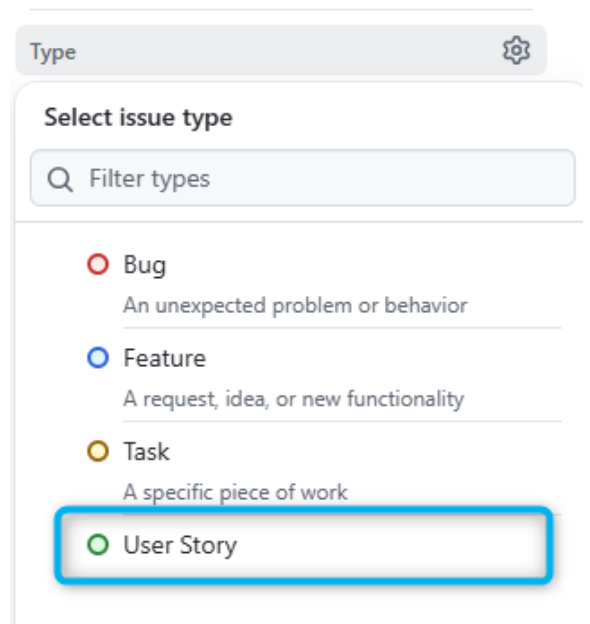 Type
Select issue type
Filter types
Bug
An unexpected problem or behavior
Feature
A request, idea, or new functionality
Task
A specific piece of work
User Story